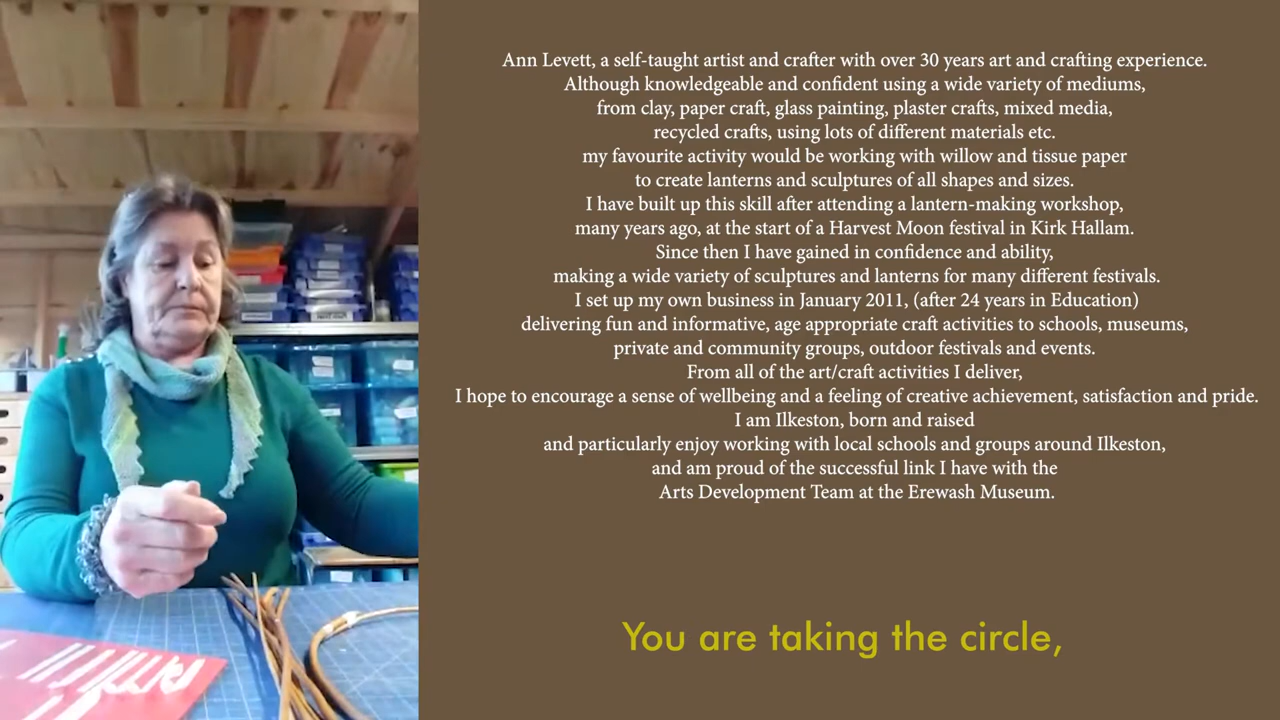 Ann Levett, a self-taught artist and crafter with over 30 years art and crafting experience.
Although knowledgeable and confident using a wide variety of mediums,
from clay, paper craft, glass painting, plaster crafts, mixed media,
recycled crafts, using lots of different materials etc.
my favourite activity would be working with willow and tissue paper
to create lanterns and sculptures of all shapes and sizes.
I have built up this skill after attending a lantern-making workshop,
many years ago, at the start of a Harvest Moon festival in Kirk Hallam.
Since then I have gained in confidence and ability,
making a wide variety of sculptures and lanterns for many different festivals.
I set up my own business in January 2011, (after 24 years in Education)
delivering fun and informative, age appropriate craft activities to schools, museums,
private and community groups, outdoor festivals and events.
From all of the art/craft activities I deliver,
I hope to encourage a sense of wellbeing and a feeling of creative achievement, satisfaction and pride.
I am Ilkeston, born and raised
and particularly enjoy working with local schools and groups around Ilkeston,
and am proud of the successful link I have with the
Arts Development Team at the Erewash Museum.
You are taking the circle,